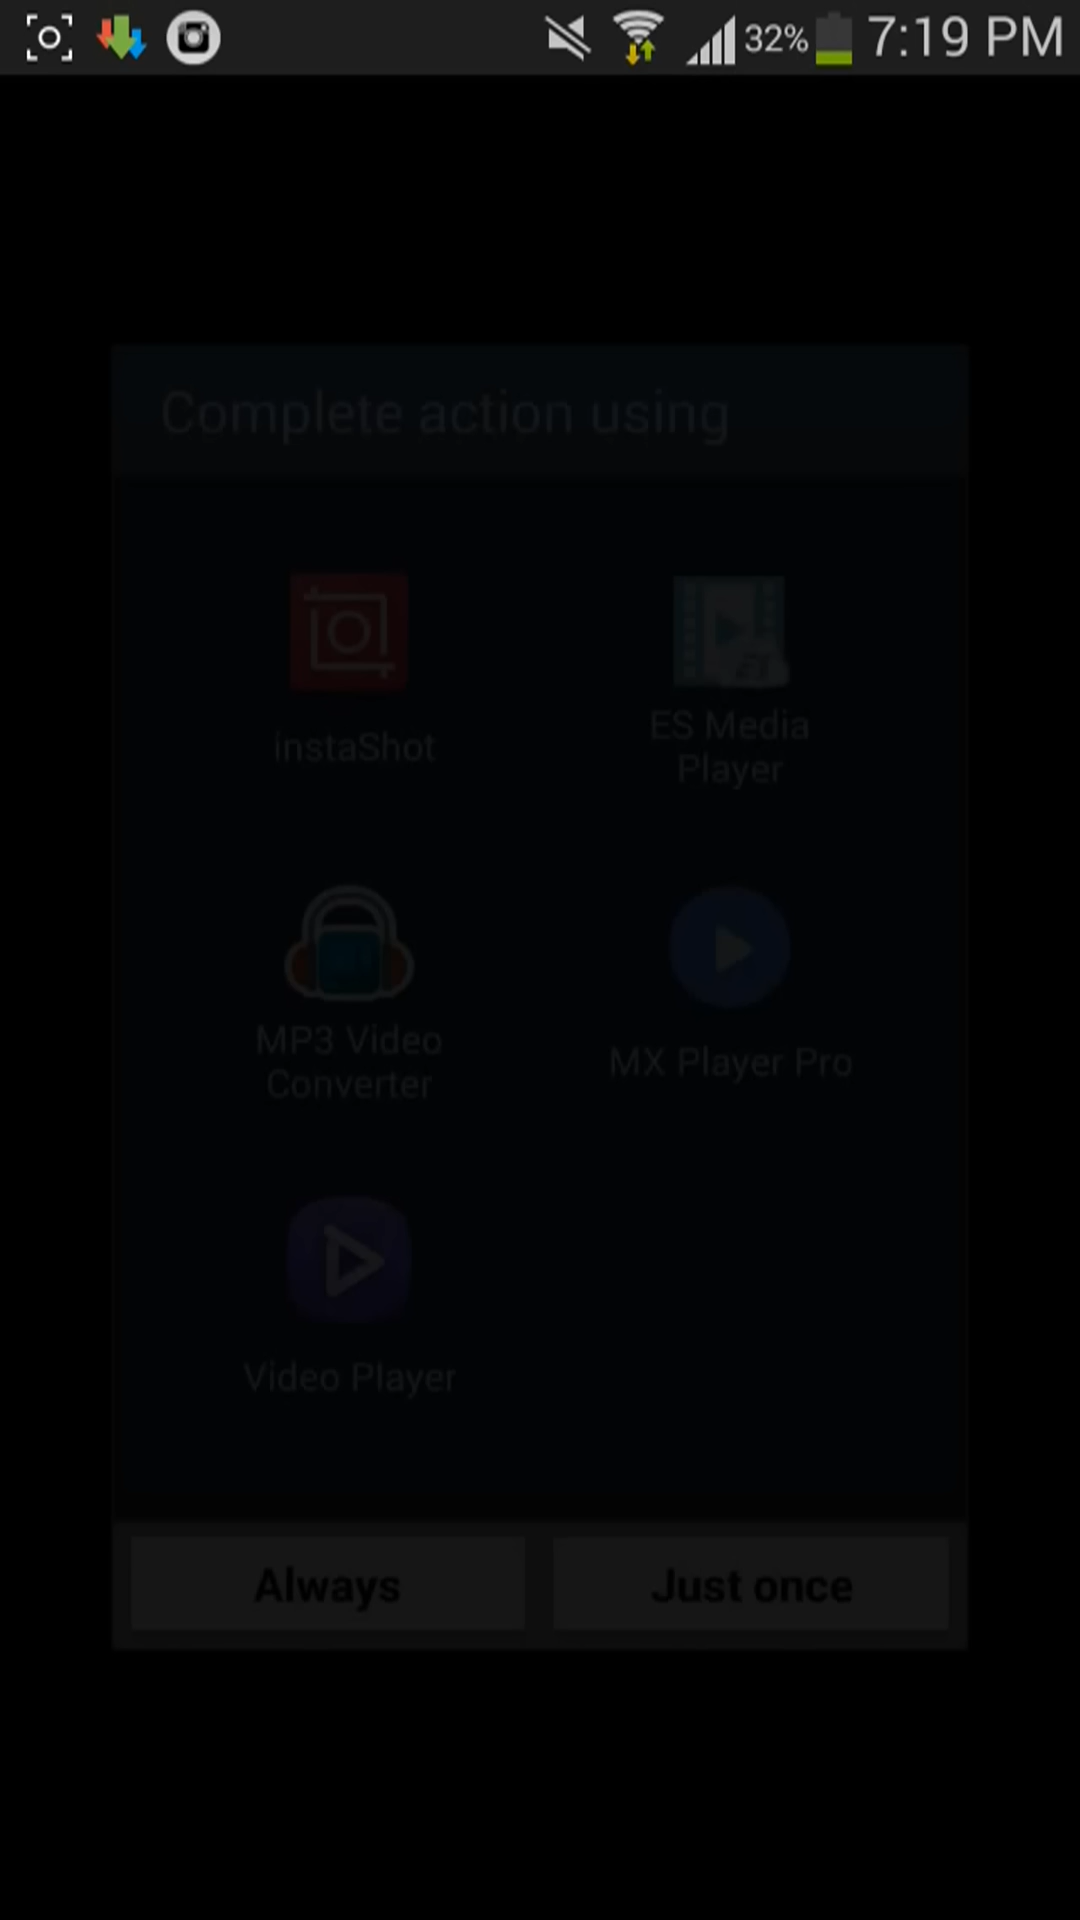 32% 7:19 PM
Complete action using
instaShot
ES Media
Player
MP3 Video
Converter
MX Player Pro
Video Player
Always
Just once